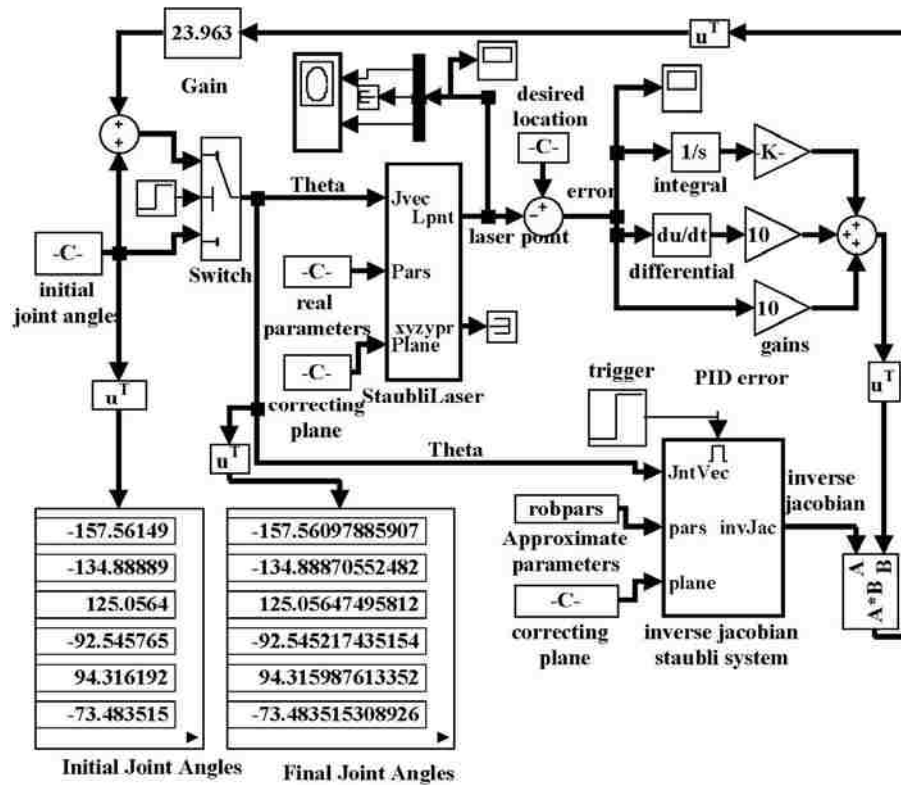 23.963
Gain
u^T
desired
location
-C-
error
1/s
integral
-K-
du/dt
differential
10
10
gains
PID error
u^T
Theta
Jvec
Lpnt
laser point
Switch
-C-
initial
joint angles
-C-
real
parameters
Pars
xyzypr
Plane
-C-
correcting
plane
StaubliLaser
trigger
u^T
u^T
Theta
JntVec
inverse
jacobian
robpars
Approximate
parameters
pars
invJac
plane
-C-
correcting
plane
inverse jacobian
staubli system
A
B
A*B
-157.56149
-134.88889
125.0564
-92.545765
94.316192
-73.483515
Initial Joint Angles
-157.56097885907
-134.88870552482
125.05647495812
-92.545217435154
94.315987613352
-73.483515308926
Final Joint Angles